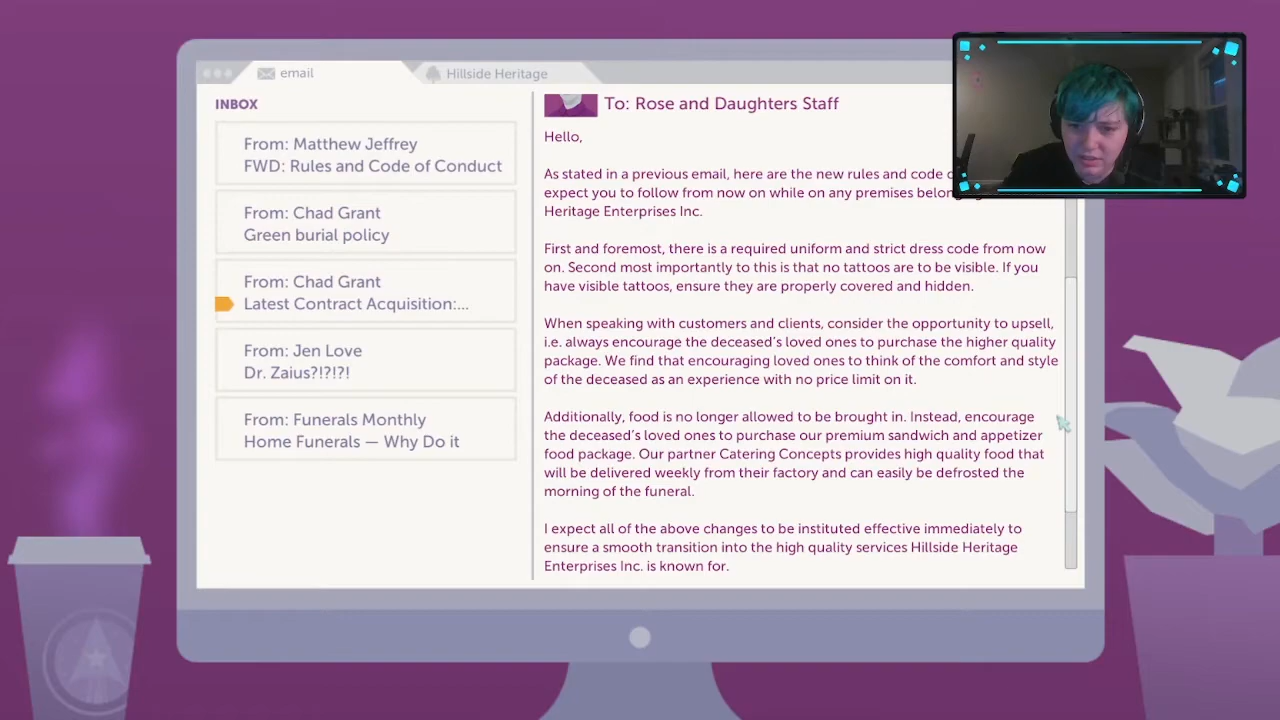 email
Hillside Heritage
INBOX
From: Matthew Jeffrey
FWD: Rules and Code of Conduct
From: Chad Grant
Green burial policy
From: Chad Grant
Latest Contract Acquisition:...
From: Jen Love
Dr. Zaius?!?!?!
From: Funerals Monthly
Home Funerals — Why Do it
To: Rose and Daughters Staff
Hello,
As stated in a previous email, here are the new rules and code
expect you to follow from now on while on any premises
Heritage Enterprises Inc.
First and foremost, there is a required uniform and strict dress code from now
on. Second most importantly to this is that no tattoos are to be visible. If you
have visible tattoos, ensure they are properly covered and hidden.
When speaking with customers and clients, consider the opportunity to upsell,
i.e. always encourage the deceased's loved ones to purchase the higher quality
package. We find that encouraging loved ones to think of the comfort and style
of the deceased as an experience with no price limit on it.
Additionally, food is no longer allowed to be brought in. Instead, encourage
the deceased's loved ones to purchase our premium sandwich and appetizer
food package. Our partner Catering Concepts provides high quality food that
will be delivered weekly from their factory and can easily be defrosted the
morning of the funeral.
I expect all of the above changes to be instituted effective immediately to
ensure a smooth transition into the high quality services Hillside Heritage
Enterprises Inc. is known for.